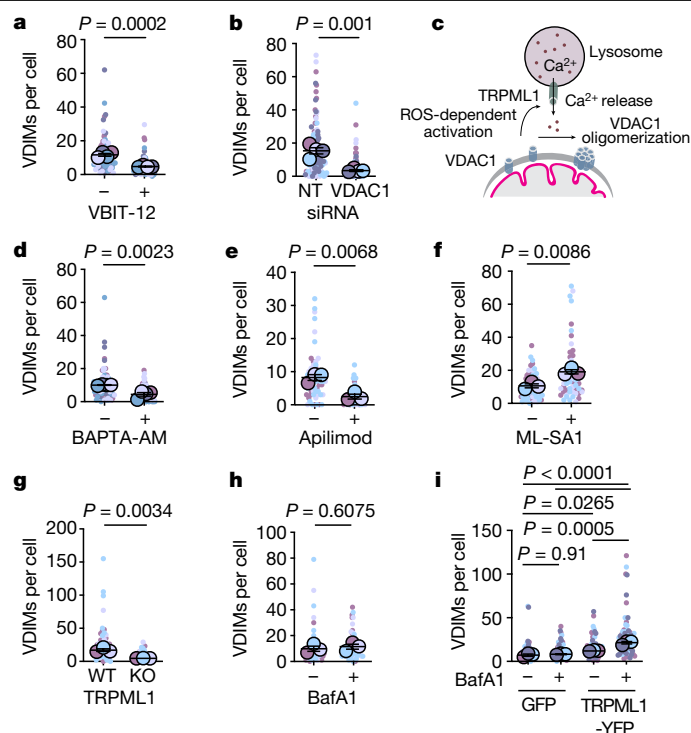 a
P = 0.0002
VDIMs per cell
80
60
40
20
0
– +
VBIT-12
b
P = 0.001
VDIMs per cell
80
60
40
20
0
NT VDAC1
siRNA
c
Lysosome
Ca2+
TRPML1
Ca2+ release
ROS-dependent
activation
VDAC1
oligomerization
VDAC1
d
P = 0.0023
VDIMs per cell
80
60
40
20
0
– +
BAPTA-AM
e
P = 0.0068
VDIMs per cell
40
30
20
10
0
– +
Apilimod
f
P = 0.0086
VDIMs per cell
80
60
40
20
0
– +
ML-SA1
g
P = 0.0034
VDIMs per cell
200
150
100
50
0
WT KO
TRPML1
h
P = 0.6075
VDIMs per cell
100
80
60
40
20
0
– +
BafA1
i
P < 0.0001
P = 0.0265
P = 0.0005
P = 0.91
VDIMs per cell
150
100
50
0
BafA1 – + – +
GFP TRPML1
-YFP